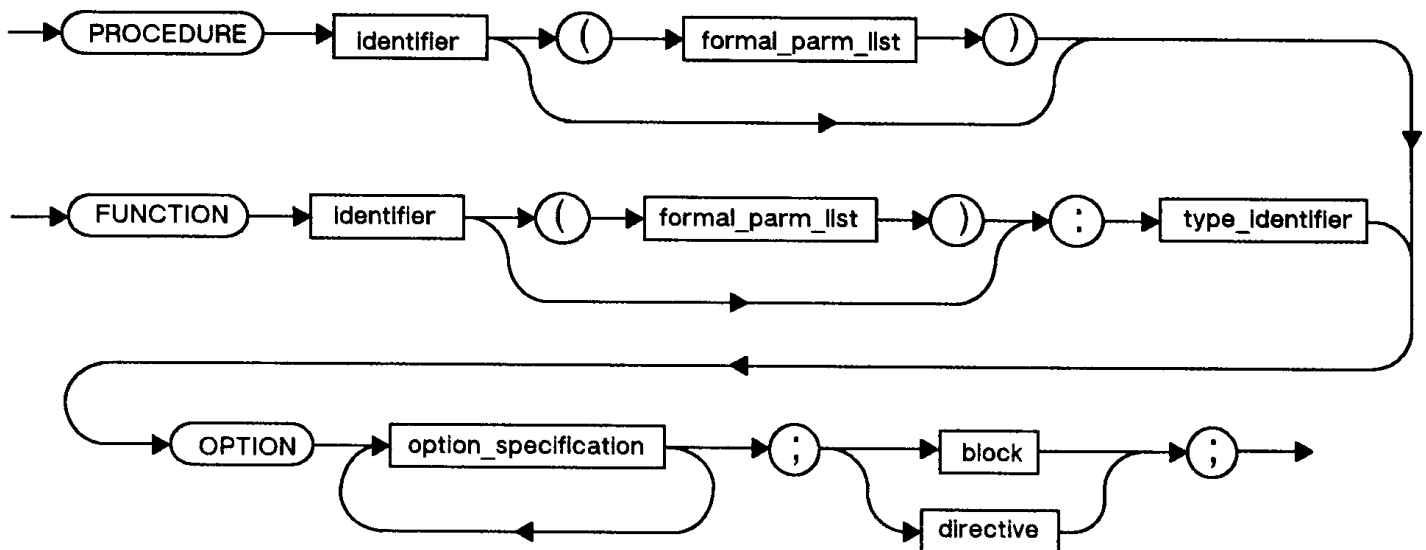 PROCEDURE identifier ( formal_parm_list )
FUNCTION identifier ( formal_parm_list ) : type_identifier
OPTION option_specification ; block ;
directive